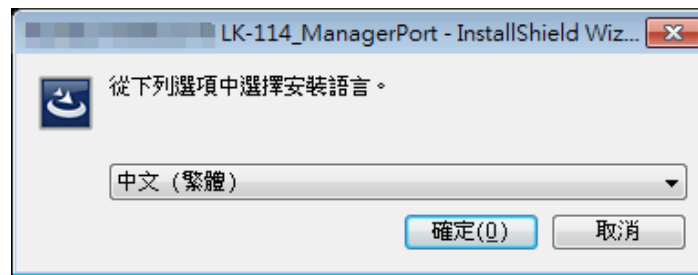 LK-114_ManagerPort - InstallShield Wiz...
從下列選項中選擇安裝語言。
中文 (繁體)
確定(O)
取消